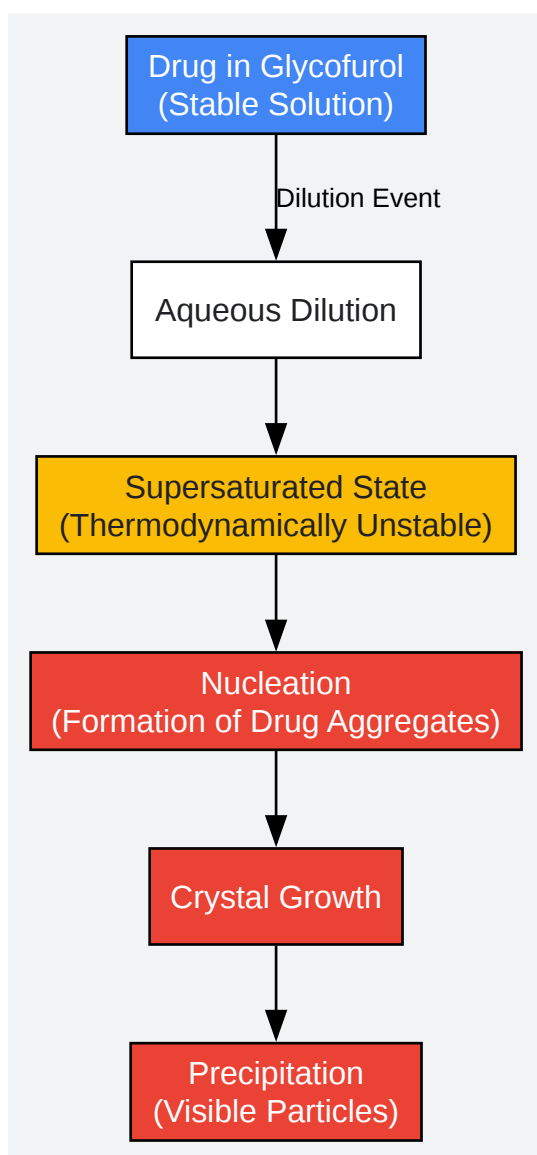 Drug in Glycofurol
(Stable Solution)
Dilution Event
Aqueous Dilution
Supersaturated State
(Thermodynamically Unstable)
Nucleation
(Formation of Drug Aggregates)
Crystal Growth
Precipitation
(Visible Particles)